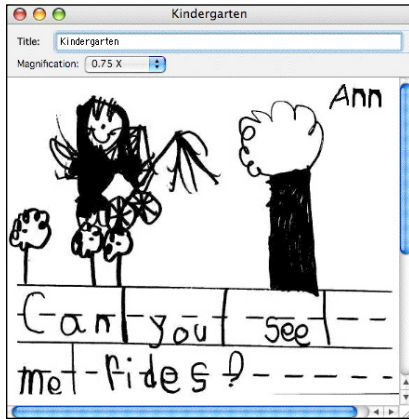 Kindergarten
Title: Kindergarten
Magnification: 0.75 X
Ann
Can you see
me rides?